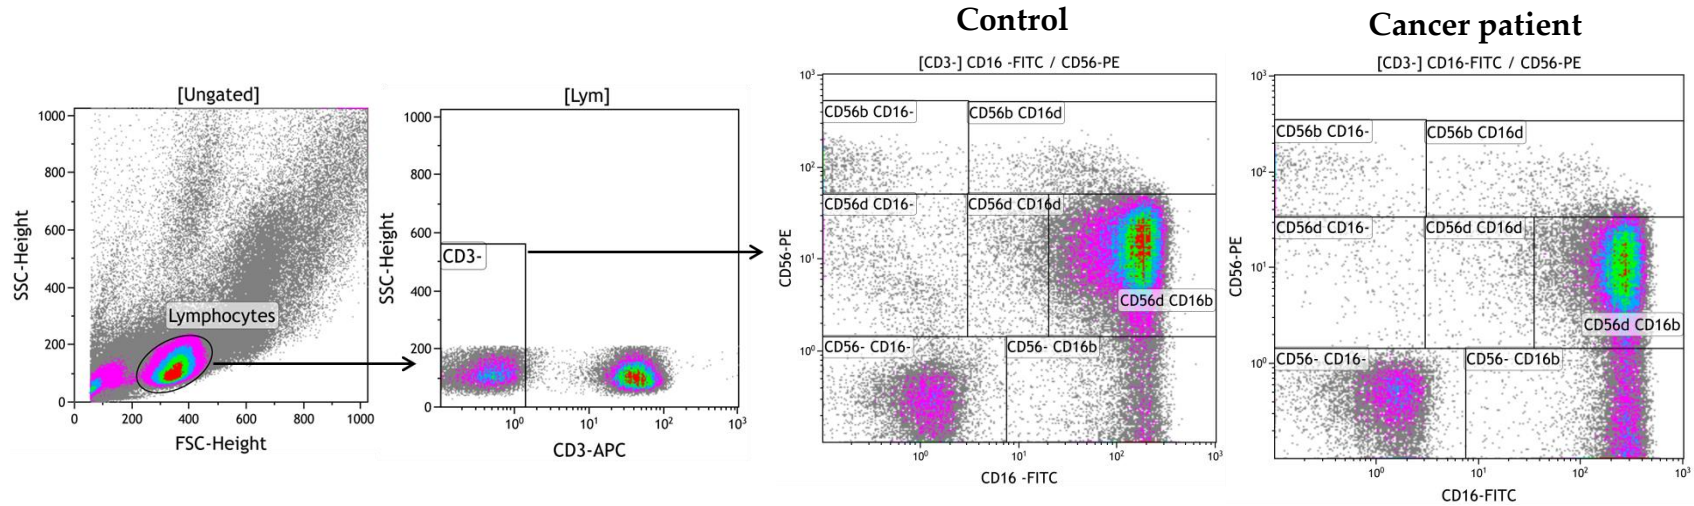 Control
Cancer patient
[Ungated]
1000
800
600
400
200
0
SSC-Height
Lymphocytes
0 200 400 600 800 1000
FSC-Height
[Lym]
1000
800
600
400
200
0
SSC-Height
CD3-
10⁰ 10¹ 10² 10³
CD3-APC
[CD3-] CD16 -FITC / CD56-PE
10³
10²
10¹
10⁰
CD56-PE
CD56b CD16-
CD56b CD16d
CD56d CD16-
CD56d CD16d
CD56d CD16b
CD56- CD16-
CD56- CD16b
10⁰ 10¹ 10² 10³
CD16 -FITC
[CD3-] CD16-FITC / CD56-PE
10³
10²
10¹
10⁰
CD56-PE
CD56b CD16-
CD56b CD16d
CD56d CD16-
CD56d CD16d
CD56d CD16b
CD56- CD16-
CD56- CD16b
10⁰ 10¹ 10² 10³
CD16-FITC